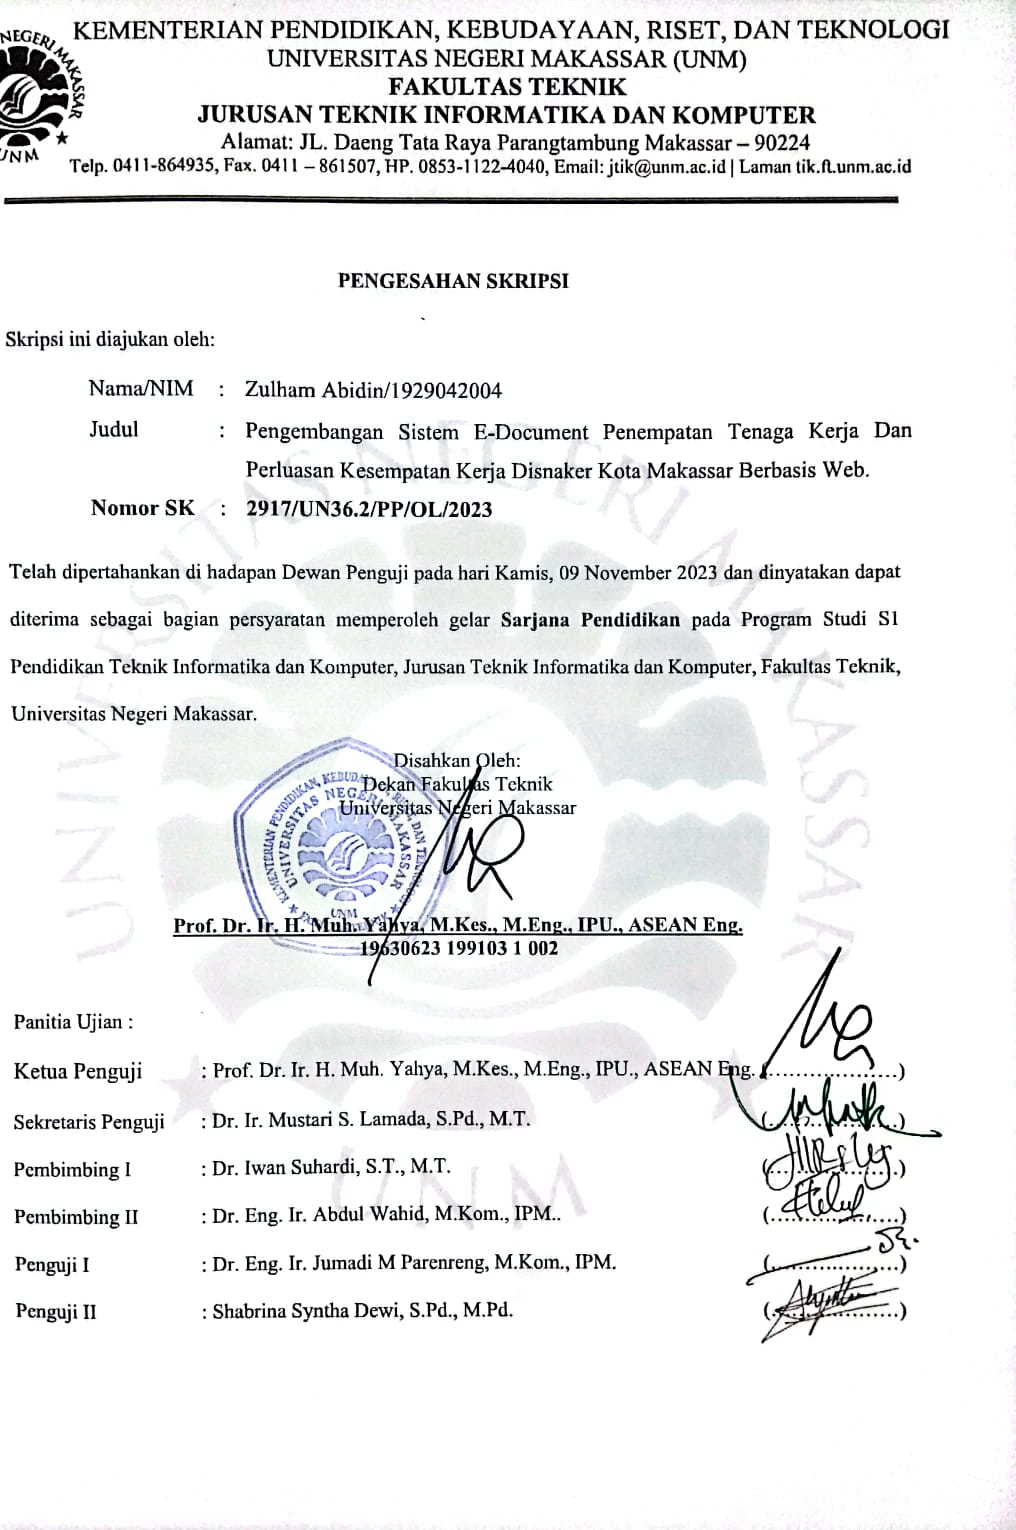 KEMENTERIAN PENDIDIKAN, KEBUDAYAAN, RISET, DAN TEKNOLOGI
UNIVERSITAS NEGERI MAKASSAR (UNM)
FAKULTAS TEKNIK
JURUSAN TEKNIK INFORMATIKA DAN KOMPUTER
Alamat: JL. Daeng Tata Raya Parangtambung Makassar – 90224
Telp. 0411-864935, Fax. 0411 – 861507, HP. 0853-1122-4040, Email: jtik@unm.ac.id | Laman tik.ft.unm.ac.id
NEGERI MAKASSAR
UNM
PENGESAHAN SKRIPSI
Skripsi ini diajukan oleh:
Nama/NIM : Zulham Abidin/1929042004
Judul : Pengembangan Sistem E-Document Penempatan Tenaga Kerja Dan
Perluasan Kesempatan Kerja Disnaker Kota Makassar Berbasis Web.
Nomor SK : 2917/UN36.2/PP/OL/2023
Telah dipertahankan di hadapan Dewan Penguji pada hari Kamis, 09 November 2023 dan dinyatakan dapat
diterima sebagai bagian persyaratan memperoleh gelar Sarjana Pendidikan pada Program Studi S1
Pendidikan Teknik Informatika dan Komputer, Jurusan Teknik Informatika dan Komputer, Fakultas Teknik,
Universitas Negeri Makassar.
Disahkan Oleh:
Dekan Fakultas Teknik
Universitas Negeri Makassar
KEMENTERIAN PENDIDIKAN, KEBUDAYAAN, RISET DAN TEKNOLOGI
UNIVERSITAS NEGERI MAKASSAR
UNM
Prof. Dr. Ir. H. Muh. Yahya, M.Kes., M.Eng., IPU., ASEAN Eng.
19630623 199103 1 002
Panitia Ujian :
Ketua Penguji : Prof. Dr. Ir. H. Muh. Yahya, M.Kes., M.Eng., IPU., ASEAN Eng. (....................)
Sekretaris Penguji : Dr. Ir. Mustari S. Lamada, S.Pd., M.T. (....................)
Pembimbing I : Dr. Iwan Suhardi, S.T., M.T. (....................)
Pembimbing II : Dr. Eng. Ir. Abdul Wahid, M.Kom., IPM.. (....................)
Penguji I : Dr. Eng. Ir. Jumadi M Parenreng, M.Kom., IPM. (....................)
Penguji II : Shabrina Syntha Dewi, S.Pd., M.Pd. (....................)
UNIVERSITAS NEGERI MAKASSAR
UNM